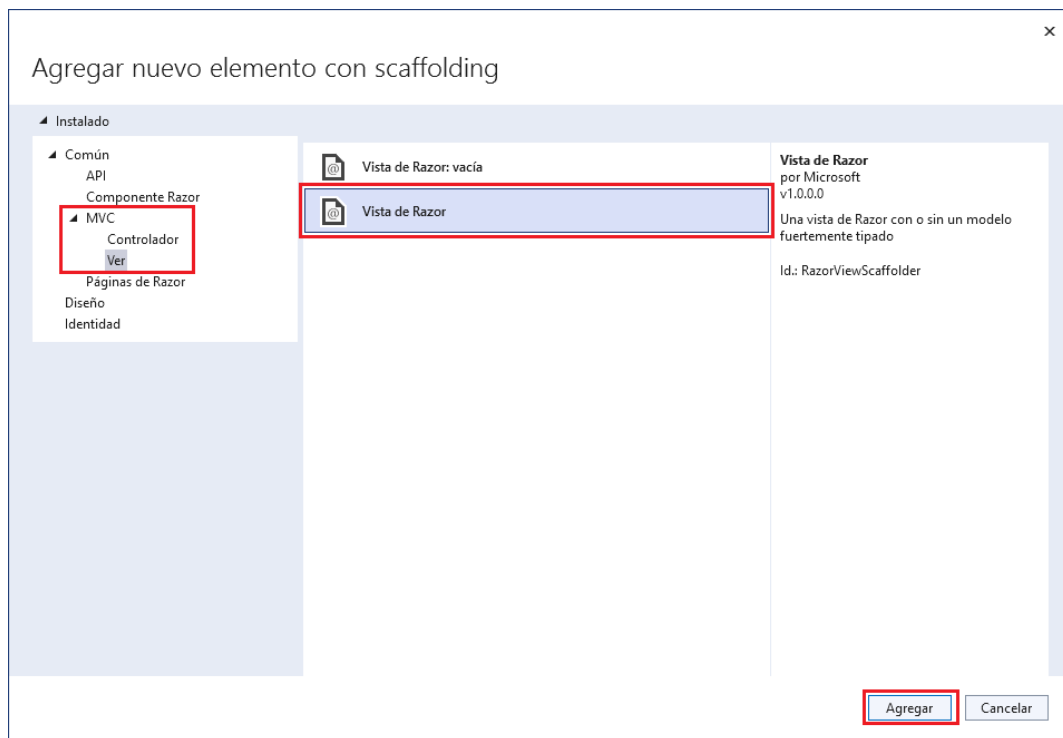 Agregar nuevo elemento con scaffolding
Instalado
Común
API
Componente Razor
MVC
Controlador
Ver
Páginas de Razor
Diseño
Identidad
Vista de Razor: vacía
Vista de Razor
Vista de Razor
por Microsoft
v1.0.0.0
Una vista de Razor con o sin un modelo
fuertemente tipado
Id.: RazorViewScaffolder
Agregar
Cancelar